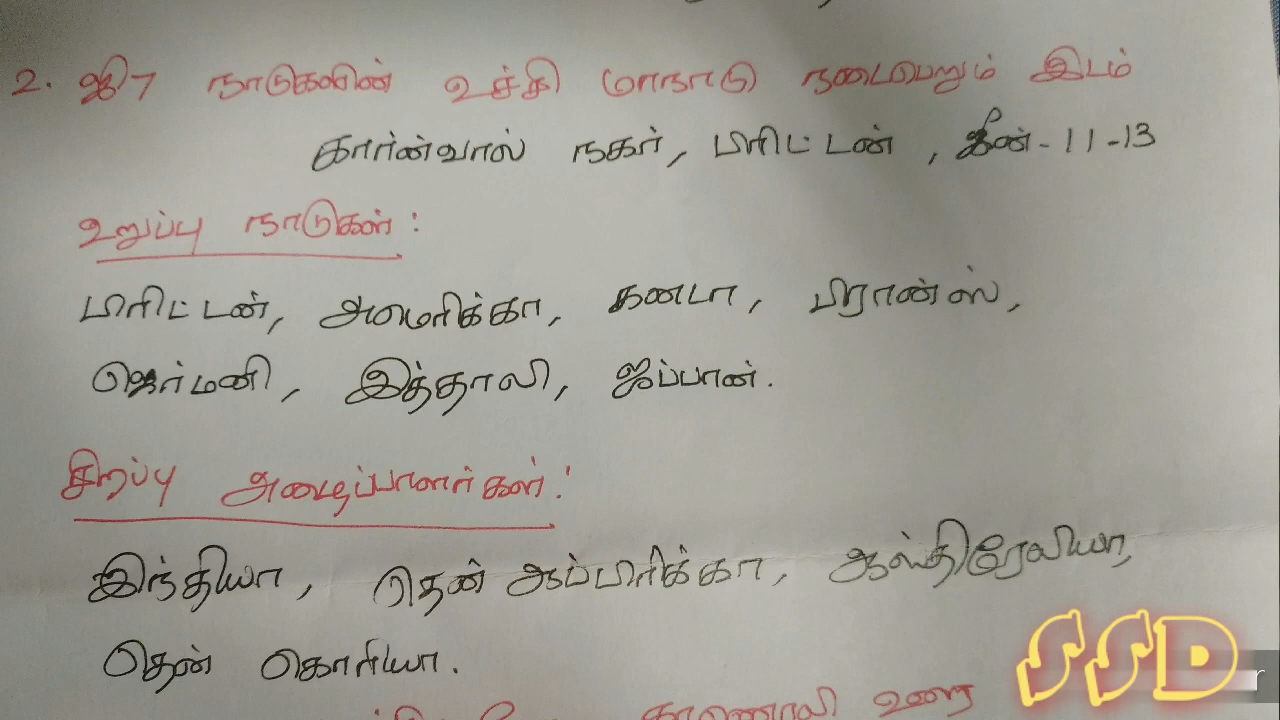 2. ஜி7 நாடுகளின் உச்சி மாநாடு நடைபெறும் இடம்
கார்ன்வால் நகர், பிரிட்டன், ஜீன்-11-13
உறுப்பு நாடுகள்:
பிரிட்டன், அமெரிக்கா, கனடா, பிரான்ஸ்,
ஜெர்மனி, இத்தாலி, ஜப்பான்.
சிறப்பு அழைப்பாளர்கள்:
இந்தியா, தென் ஆப்பிரிக்கா, ஆஸ்திரேலியா,
தென் கொரியா.
காணொலி உரை
SSD
r